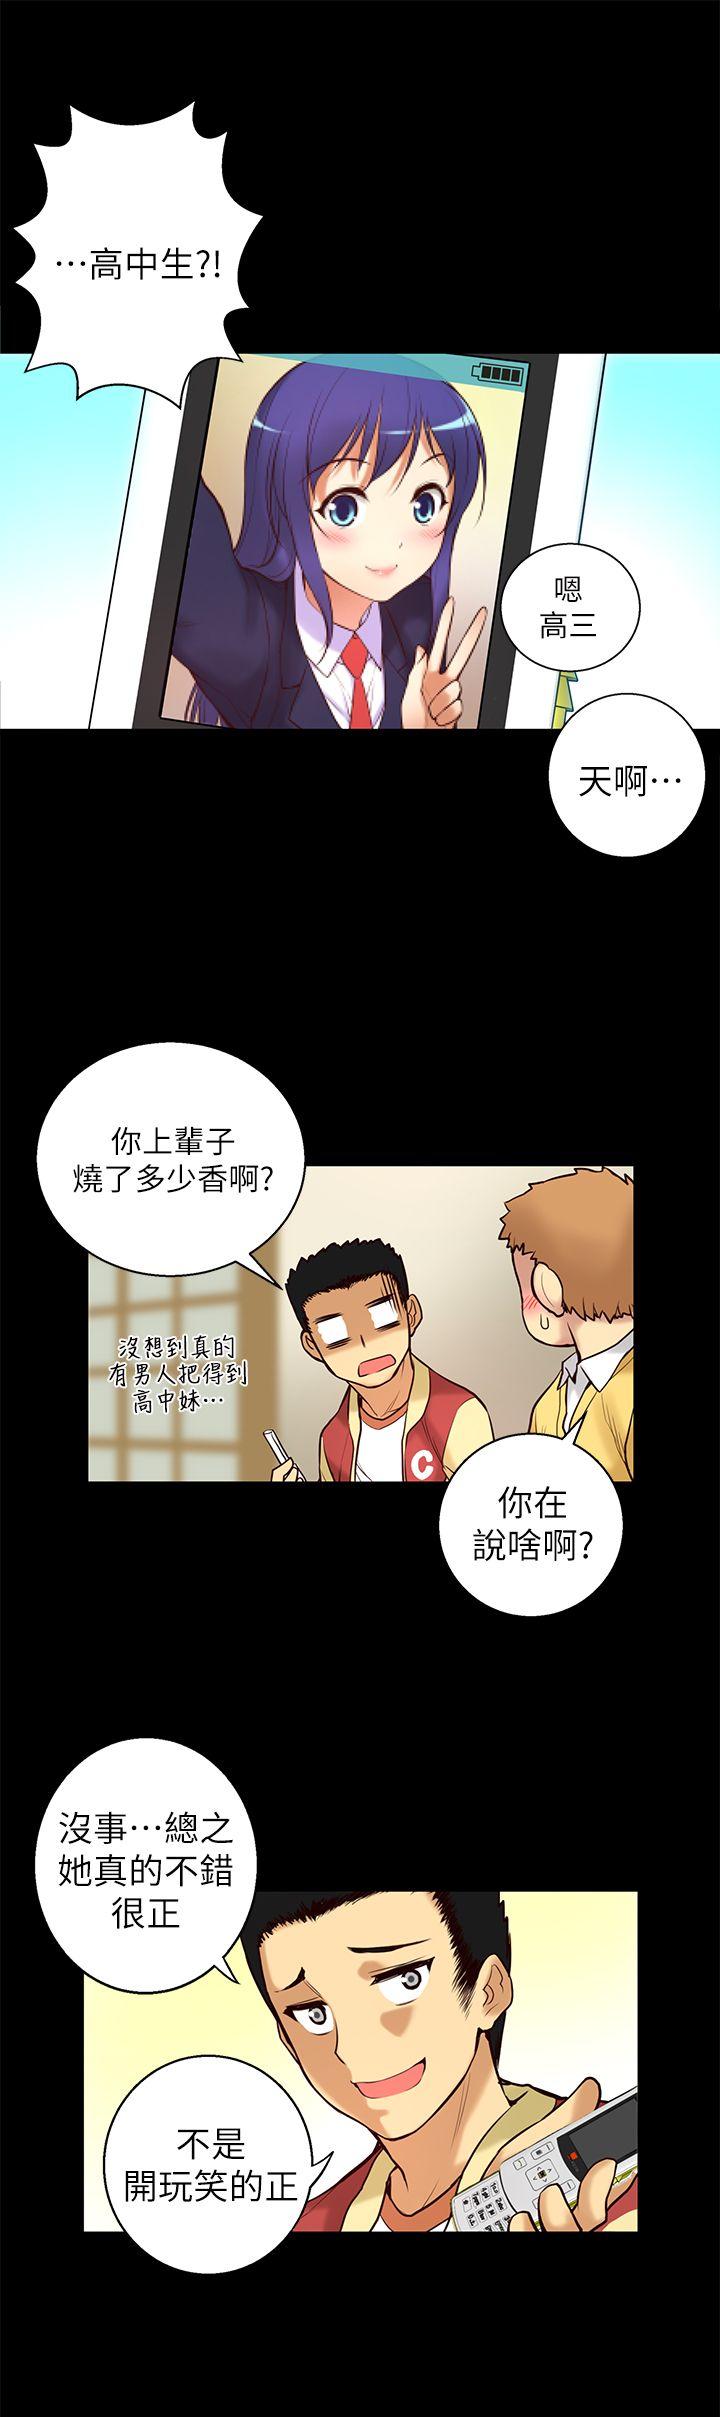 …高中生?!
嗯
高三
天啊…
你上輩子
燒了多少香啊?
沒想到真的
有男人把得到
高中妹…
C
你在
說啥啊?
沒事…總之
她真的不錯
很正
不是
開玩笑的正